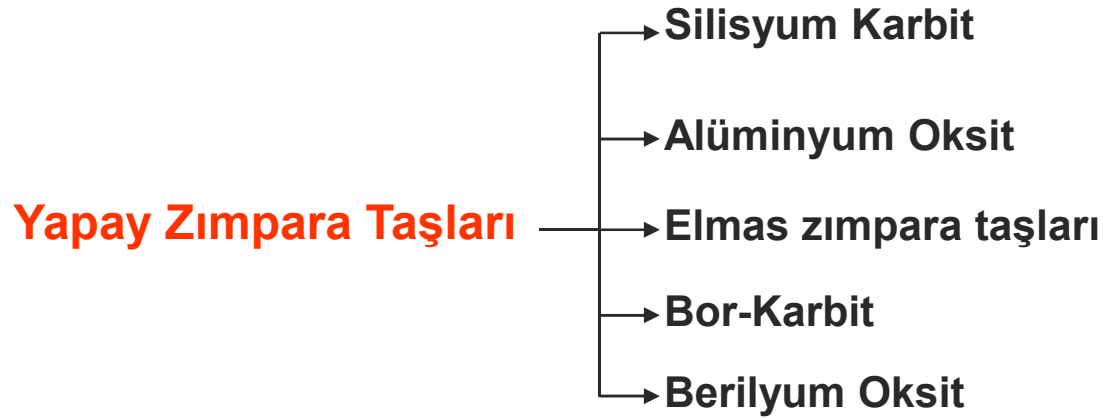 Silisyum Karbit
Alüminyum Oksit
Yapay Zımpara Taşları
Elmas zımpara taşları
Bor-Karbit
Berilyum Oksit